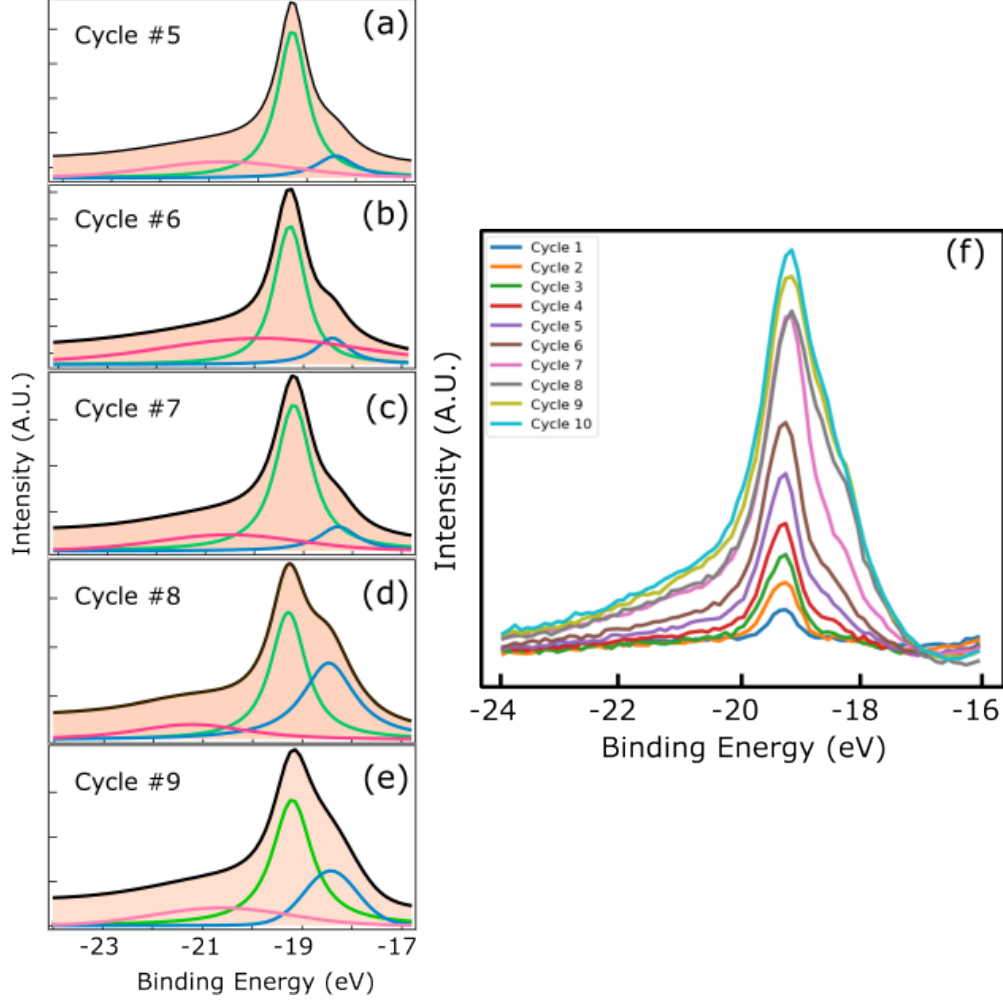 Cycle #5
(a)
Cycle #6
(b)
Cycle #7
(c)
Cycle #8
(d)
Cycle #9
(e)
Intensity (A.U.)
-23
-21
-19
-17
Binding Energy (eV)
(f)
Cycle 1
Cycle 2
Cycle 3
Cycle 4
Cycle 5
Cycle 6
Cycle 7
Cycle 8
Cycle 9
Cycle 10
Intensity (A.U.)
-24
-22
-20
-18
-16
Binding Energy (eV)